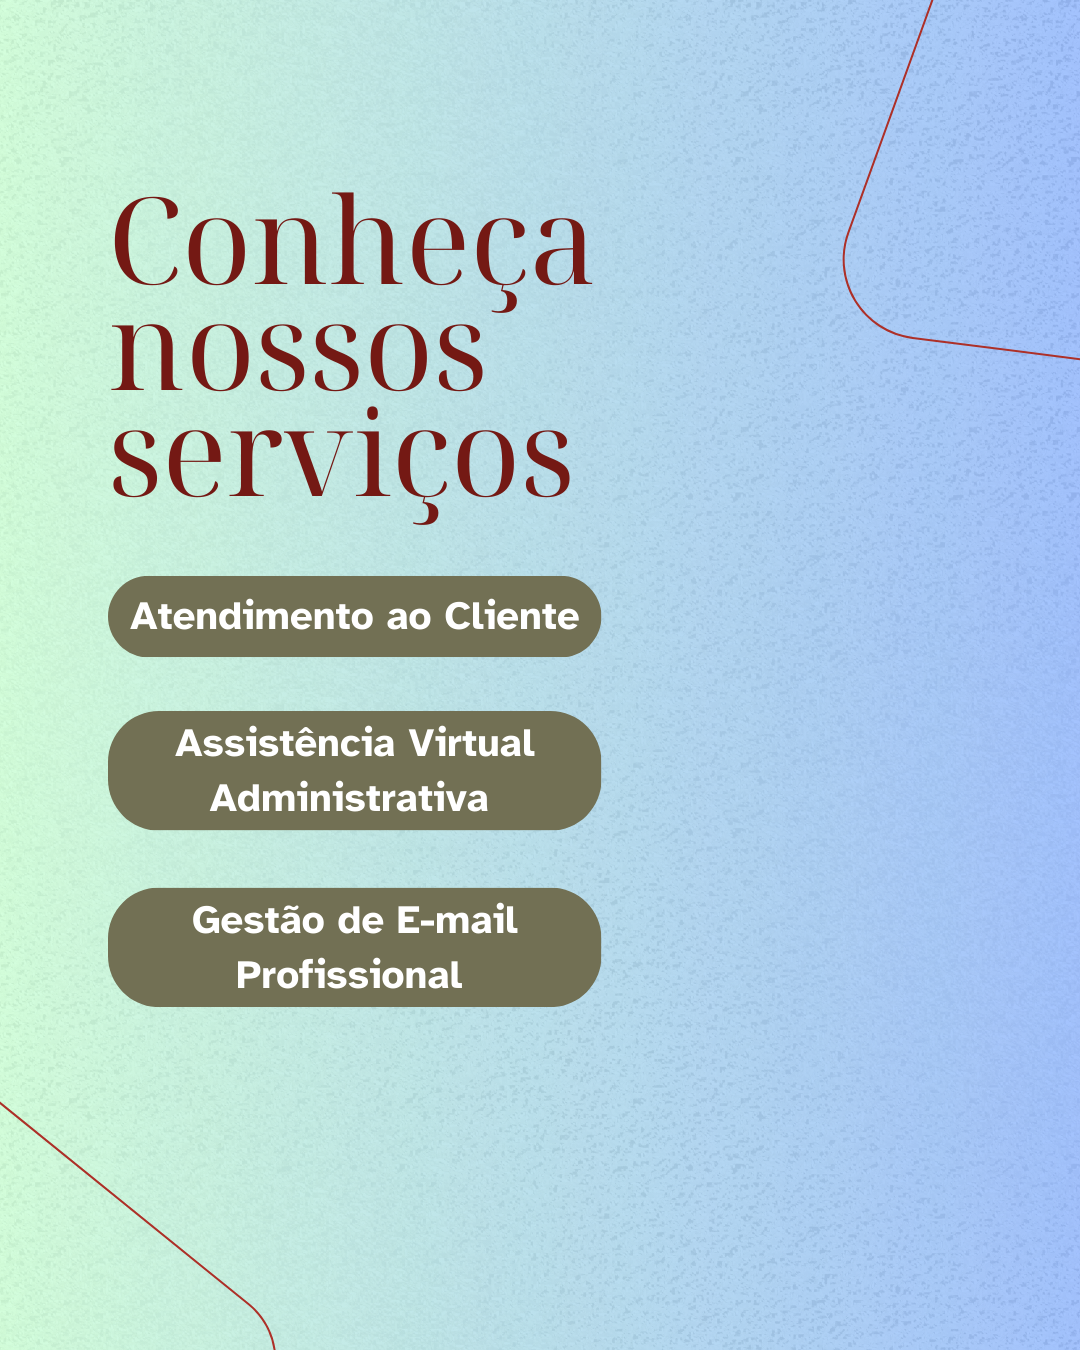 Conheça
nossos
serviços
Atendimento ao Cliente
Assistência Virtual
Administrativa
Gestão de E-mail
Profissional